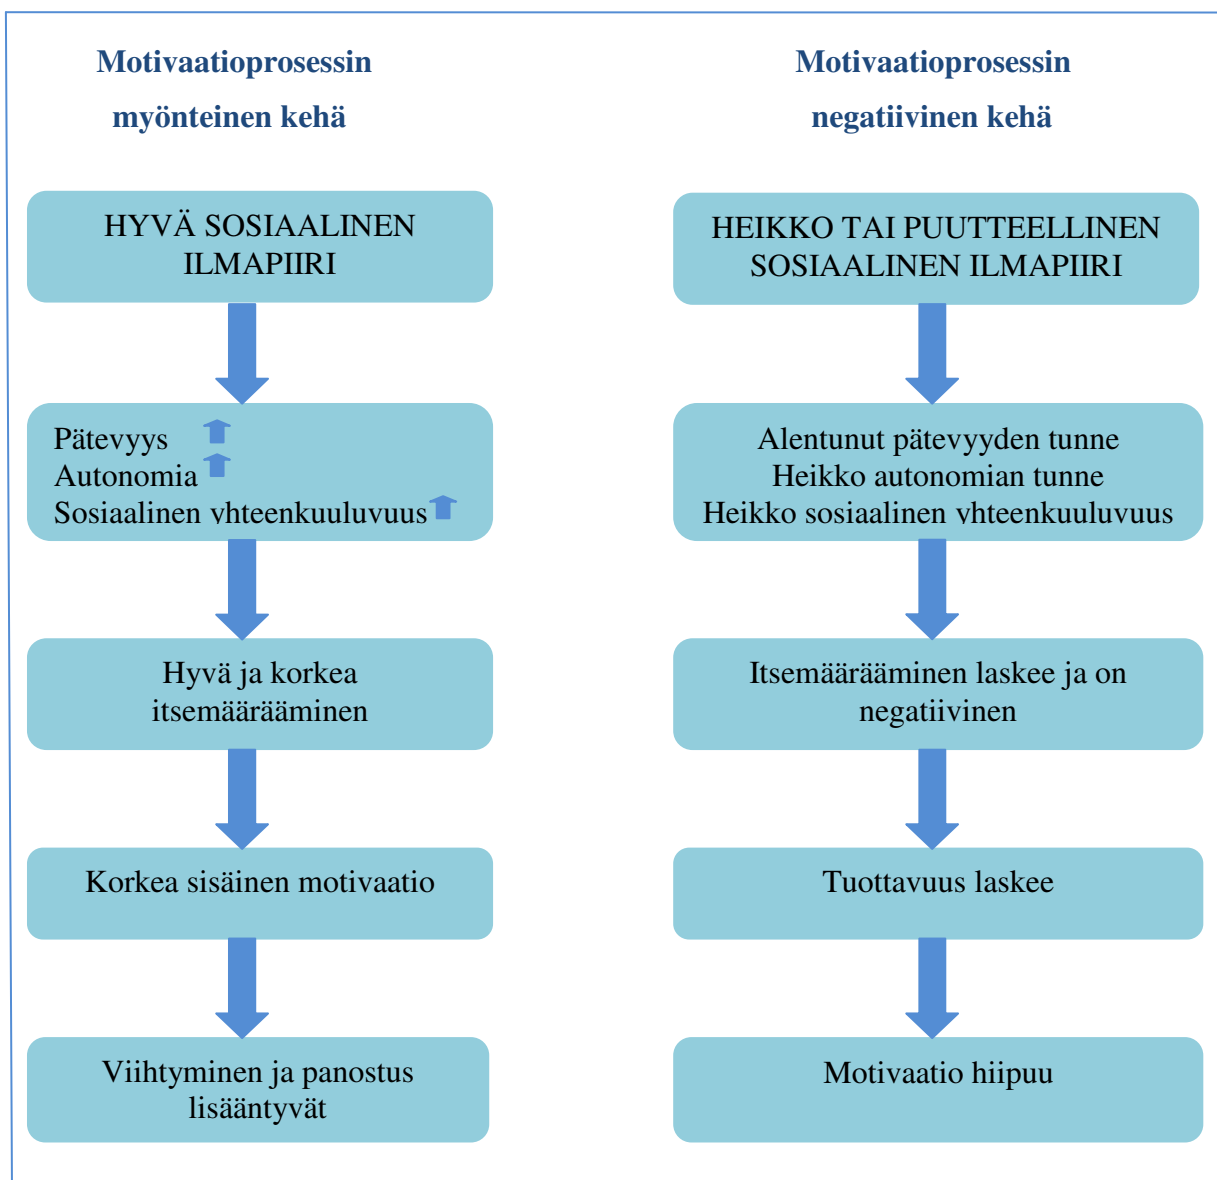 Motivaatioprosessin
myönteinen kehä
HYVÄ SOSIAALINEN
ILMAPIIRI
Pätevyys
Autonomia
Sosiaalinen yhteenkuuluvuus
Hyvä ja korkea
itsemäärääminen
Korkea sisäinen motivaatio
Viihtyminen ja panostus
lisääntyvät
Motivaatioprosessin
negatiivinen kehä
HEIKKO TAI PUUTTEELLINEN
SOSIAALINEN ILMAPIIRI
Alentunut pätevyyden tunne
Heikko autonomian tunne
Heikko sosiaalinen yhteenkuuluvuus
Itsemäärääminen laskee ja on
negatiivinen
Tuottavuus laskee
Motivaatio hiipuu